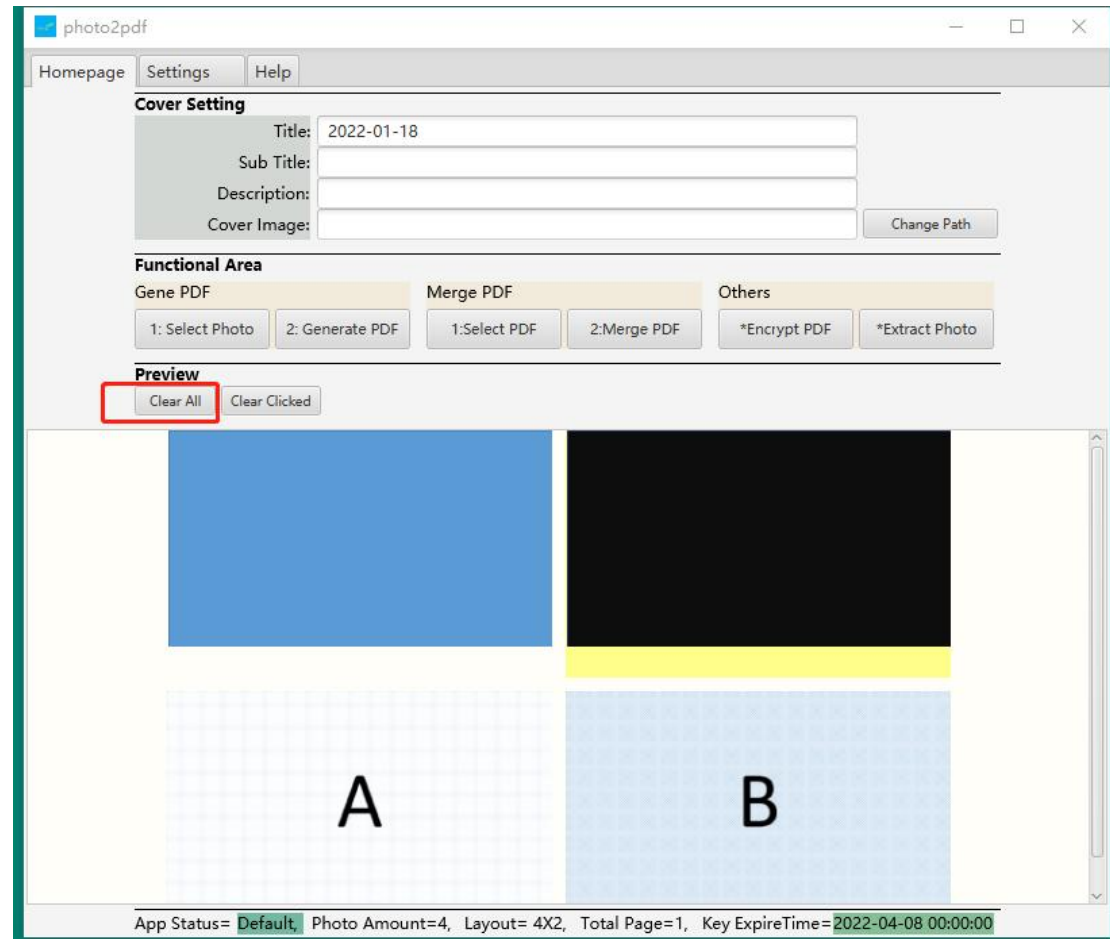 photo2pdf
Homepage Settings Help
Cover Setting
Title: 2022-01-18
Sub Title:
Description:
Cover Image: Change Path
Functional Area
Gene PDF Merge PDF Others
1: Select Photo 2: Generate PDF 1:Select PDF 2:Merge PDF *Encrypt PDF *Extract Photo
Preview
Clear All Clear Clicked
A B
App Status= Default, Photo Amount=4, Layout= 4X2, Total Page=1, Key ExpireTime=2022-04-08 00:00:00